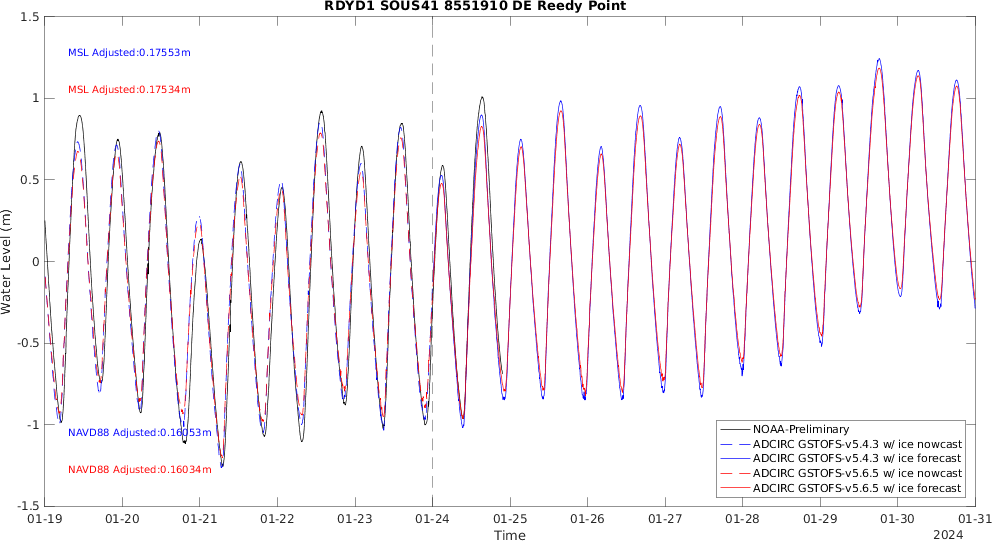 RDYD1 SOUS41 8551910 DE Reedy Point
1.5
1
0.5
0
-0.5
-1
-1.5
Water Level (m)
MSL Adjusted:0.17553m
MSL Adjusted:0.17534m
NAVD88 Adjusted:0.16053m
NAVD88 Adjusted:0.16034m
NOAA-Preliminary
ADCIRC GSTOFS-v5.4.3 w/ ice nowcast
ADCIRC GSTOFS-v5.4.3 w/ ice forecast
ADCIRC GSTOFS-v5.6.5 w/ ice nowcast
ADCIRC GSTOFS-v5.6.5 w/ ice forecast
01-19 01-20 01-21 01-22 01-23 01-24 01-25 01-26 01-27 01-28 01-29 01-30 01-31
Time
2024